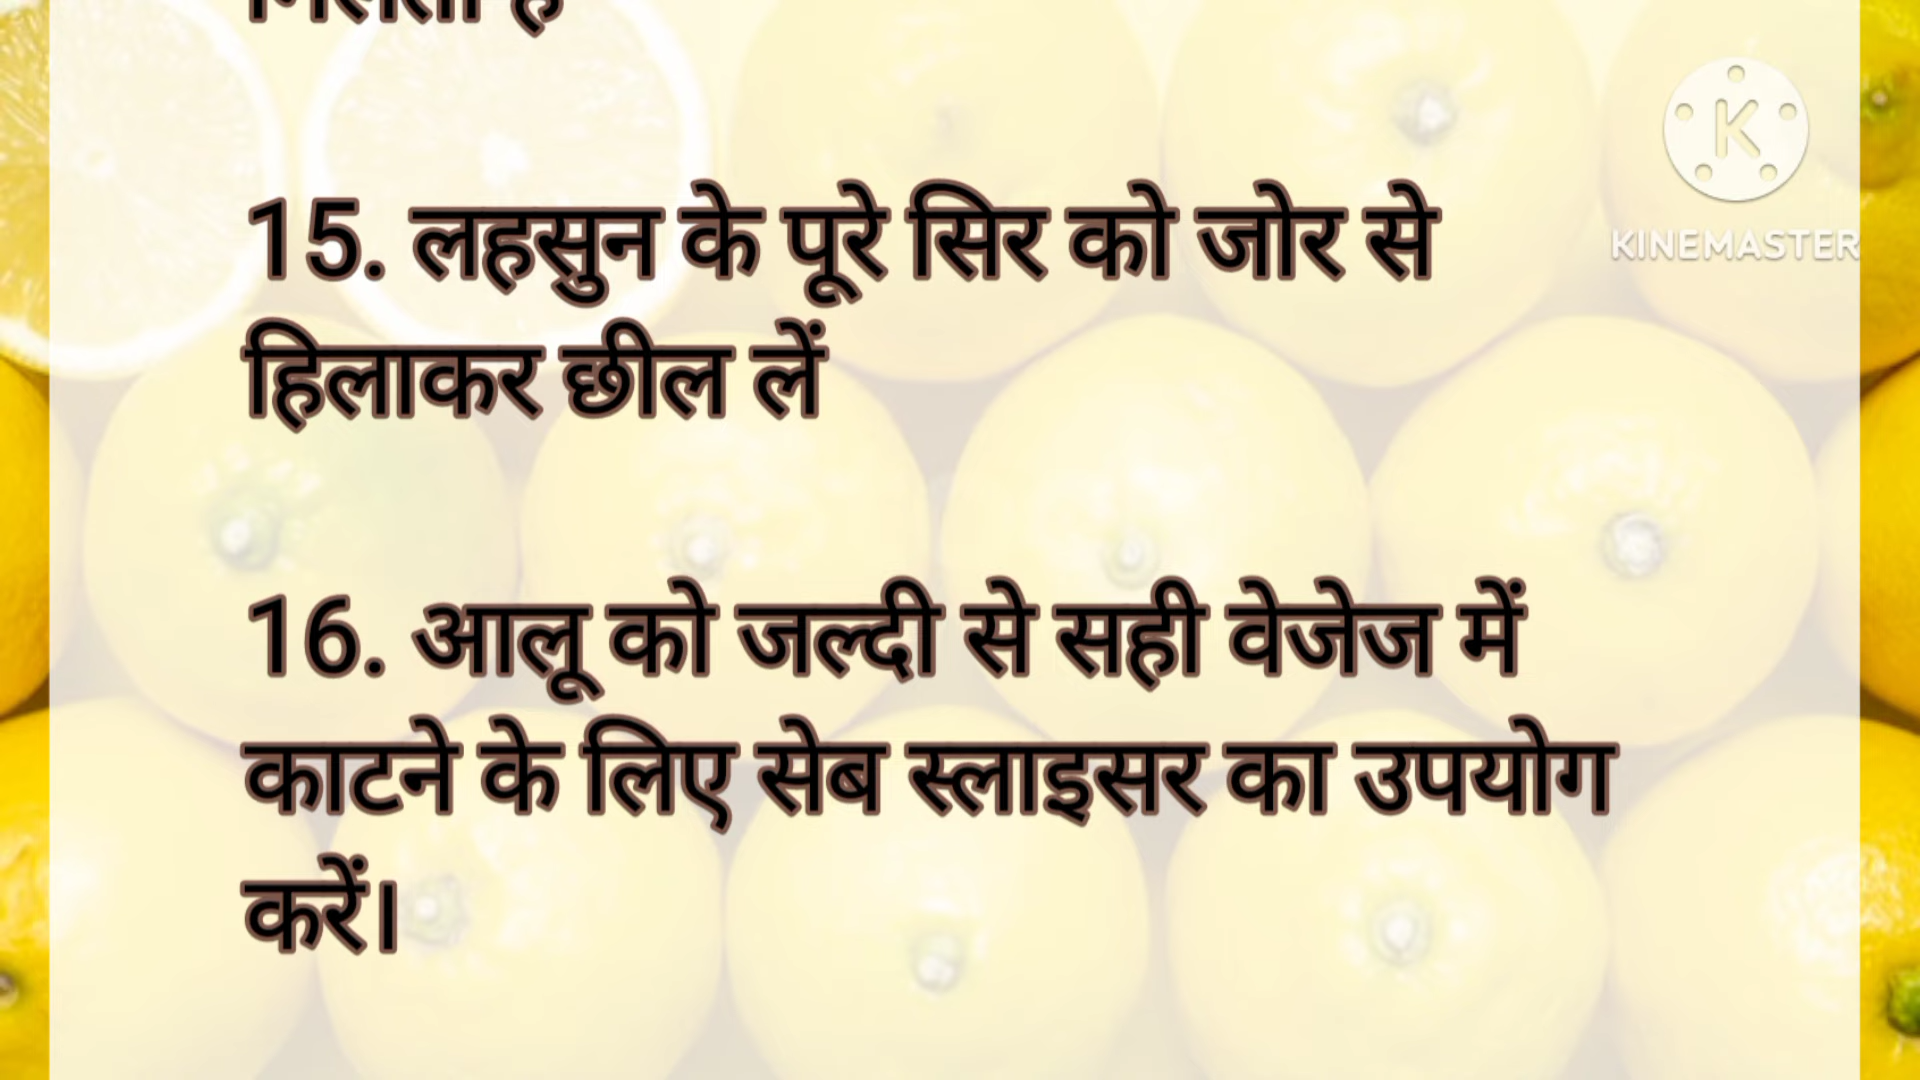 15. लहसुन के पूरे सिर को जोर से
हिलाकर छील लें
16. आलू को जल्दी से सही वेजेज में
काटने के लिए सेब स्लाइसर का उपयोग
करें।
K
KINEMASTER